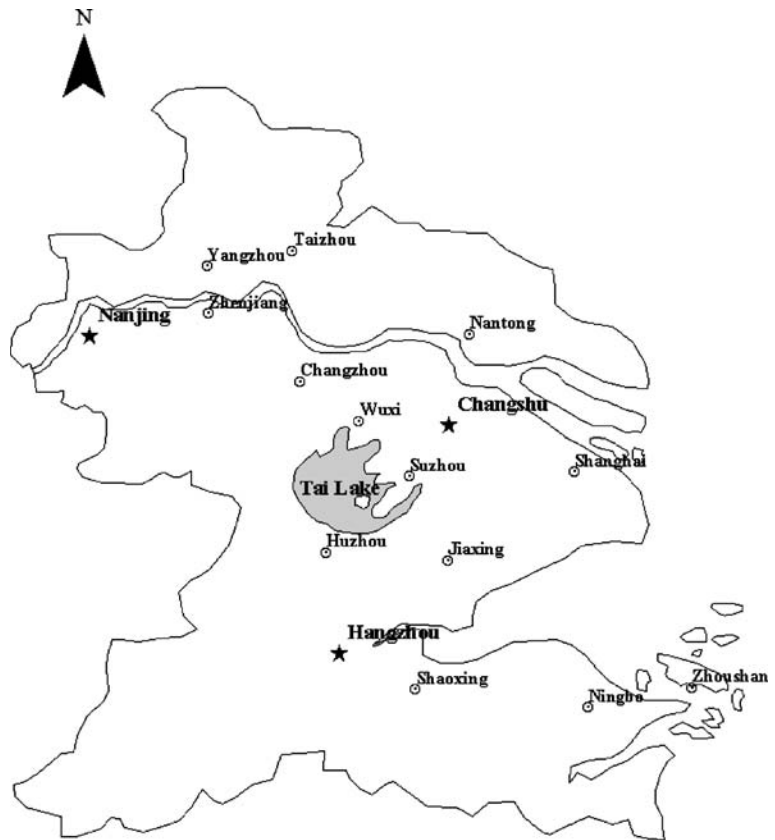 N
Taizhou
Yangzhou
Zhenjiang
Nanjing
Nantong
Changzhou
Wuxi
Changshu
Suzhou
Shanghai
Tai Lake
Huzhou
Jiaxing
Hangzhou
Shaoxing
Zhoushan
Ningbo